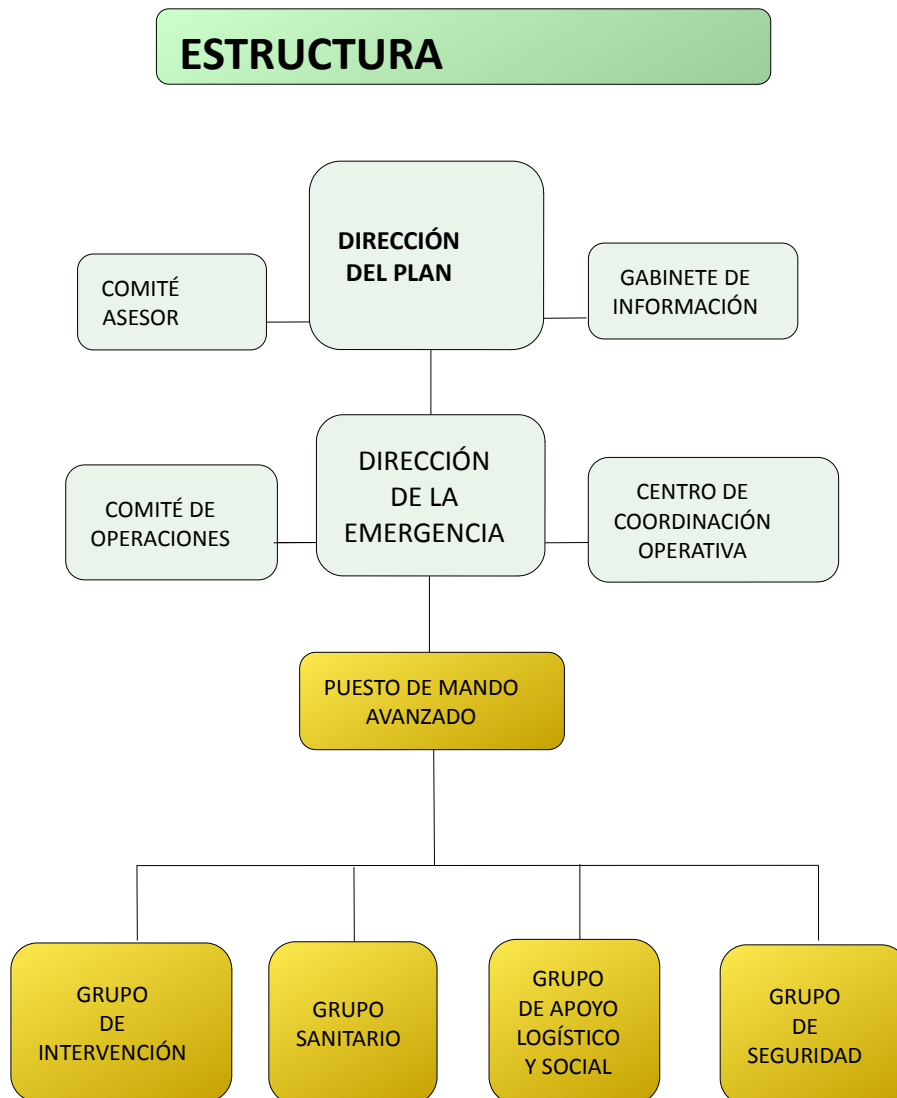 ESTRUCTURA
DIRECCIÓN
DEL PLAN
COMITÉ
ASESOR
GABINETE DE
INFORMACIÓN
DIRECCIÓN
DE LA
EMERGENCIA
COMITÉ DE
OPERACIONES
CENTRO DE
COORDINACIÓN
OPERATIVA
PUESTO DE MANDO
AVANZADO
GRUPO
DE
INTERVENCIÓN
GRUPO
SANITARIO
GRUPO
DE APOYO
LOGÍSTICO
Y SOCIAL
GRUPO
DE
SEGURIDAD